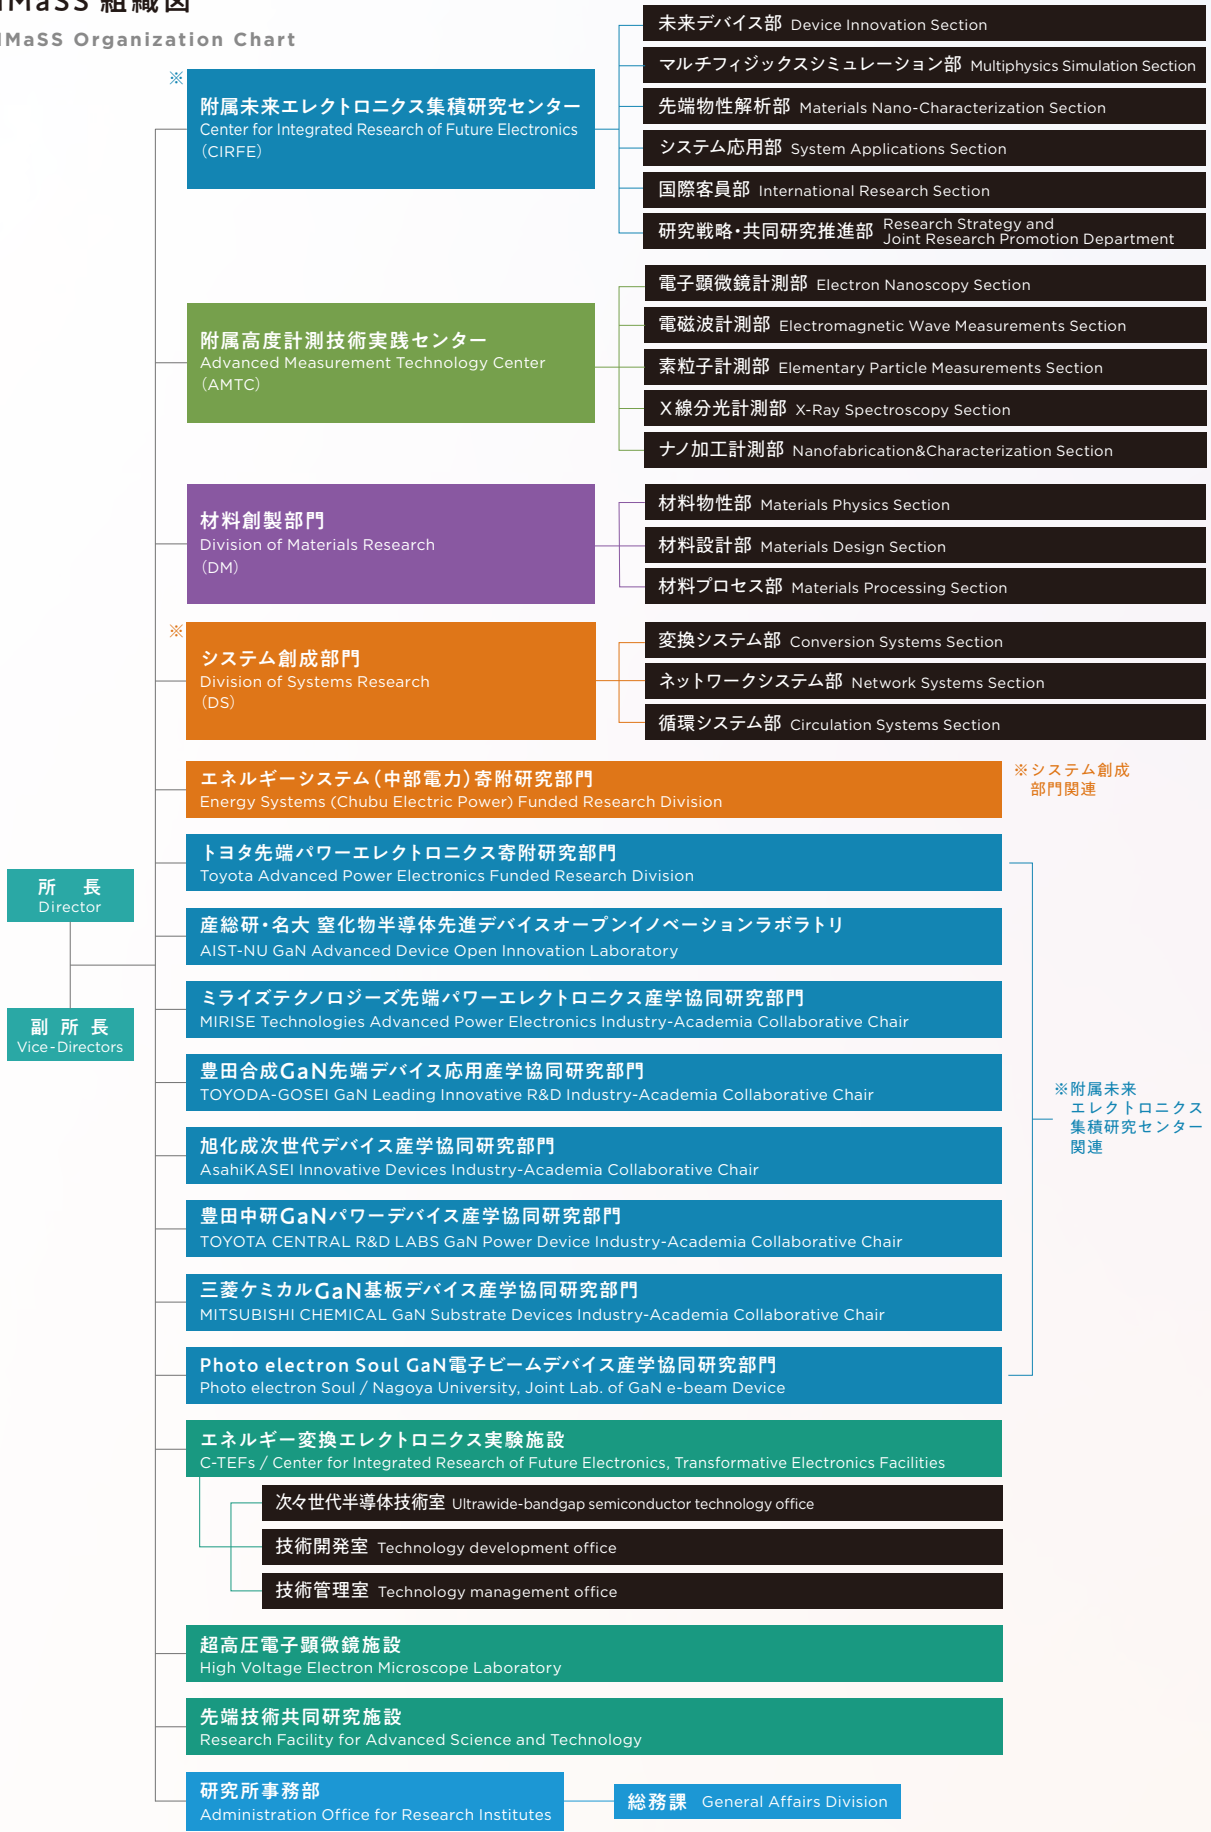 IMaSS 組織図
IMaSS Organization Chart
※
附属未来エレクトロニクス集積研究センター
Center for Integrated Research of Future Electronics
(CIRFE)
未来デバイス部 Device Innovation Section
マルチフィジックスシミュレーション部 Multiphysics Simulation Section
先端物性解析部 Materials Nano-Characterization Section
システム応用部 System Applications Section
国際客員部 International Research Section
研究戦略・共同研究推進部 Research Strategy and
Joint Research Promotion Department
附属高度計測技術実践センター
Advanced Measurement Technology Center
(AMTC)
電子顕微鏡計測部 Electron Nanoscopy Section
電磁波計測部 Electromagnetic Wave Measurements Section
素粒子計測部 Elementary Particle Measurements Section
X線分光計測部 X-Ray Spectroscopy Section
ナノ加工計測部 Nanofabrication&Characterization Section
材料創製部門
Division of Materials Research
(DM)
材料物性部 Materials Physics Section
材料設計部 Materials Design Section
材料プロセス部 Materials Processing Section
※
システム創成部門
Division of Systems Research
(DS)
変換システム部 Conversion Systems Section
ネットワークシステム部 Network Systems Section
循環システム部 Circulation Systems Section
エネルギーシステム(中部電力)寄附研究部門
Energy Systems (Chubu Electric Power) Funded Research Division
※システム創成
部門関連
トヨタ先端パワーエレクトロニクス寄附研究部門
Toyota Advanced Power Electronics Funded Research Division
所 長
Director
産総研・名大 窒化物半導体先進デバイスオープンイノベーションラボラトリ
AIST-NU GaN Advanced Device Open Innovation Laboratory
ミライズテクノロジーズ先端パワーエレクトロニクス産学協同研究部門
MIRISE Technologies Advanced Power Electronics Industry-Academia Collaborative Chair
副 所 長
Vice-Directors
豊田合成GaN先端デバイス応用産学協同研究部門
TOYODA-GOSEI GaN Leading Innovative R&D Industry-Academia Collaborative Chair
※附属未来
エレクトロニクス
集積研究センター
関連
旭化成次世代デバイス産学協同研究部門
AsahiKASEI Innovative Devices Industry-Academia Collaborative Chair
豊田中研GaNパワーデバイス産学協同研究部門
TOYOTA CENTRAL R&D LABS GaN Power Device Industry-Academia Collaborative Chair
三菱ケミカルGaN基板デバイス産学協同研究部門
MITSUBISHI CHEMICAL GaN Substrate Devices Industry-Academia Collaborative Chair
Photo electron Soul GaN電子ビームデバイス産学協同研究部門
Photo electron Soul / Nagoya University, Joint Lab. of GaN e-beam Device
エネルギー変換エレクトロニクス実験施設
C-TEFs / Center for Integrated Research of Future Electronics, Transformative Electronics Facilities
次々世代半導体技術室 Ultrawide-bandgap semiconductor technology office
技術開発室 Technology development office
技術管理室 Technology management office
超高圧電子顕微鏡施設
High Voltage Electron Microscope Laboratory
先端技術共同研究施設
Research Facility for Advanced Science and Technology
研究所事務部
Administration Office for Research Institutes
総務課 General Affairs Division